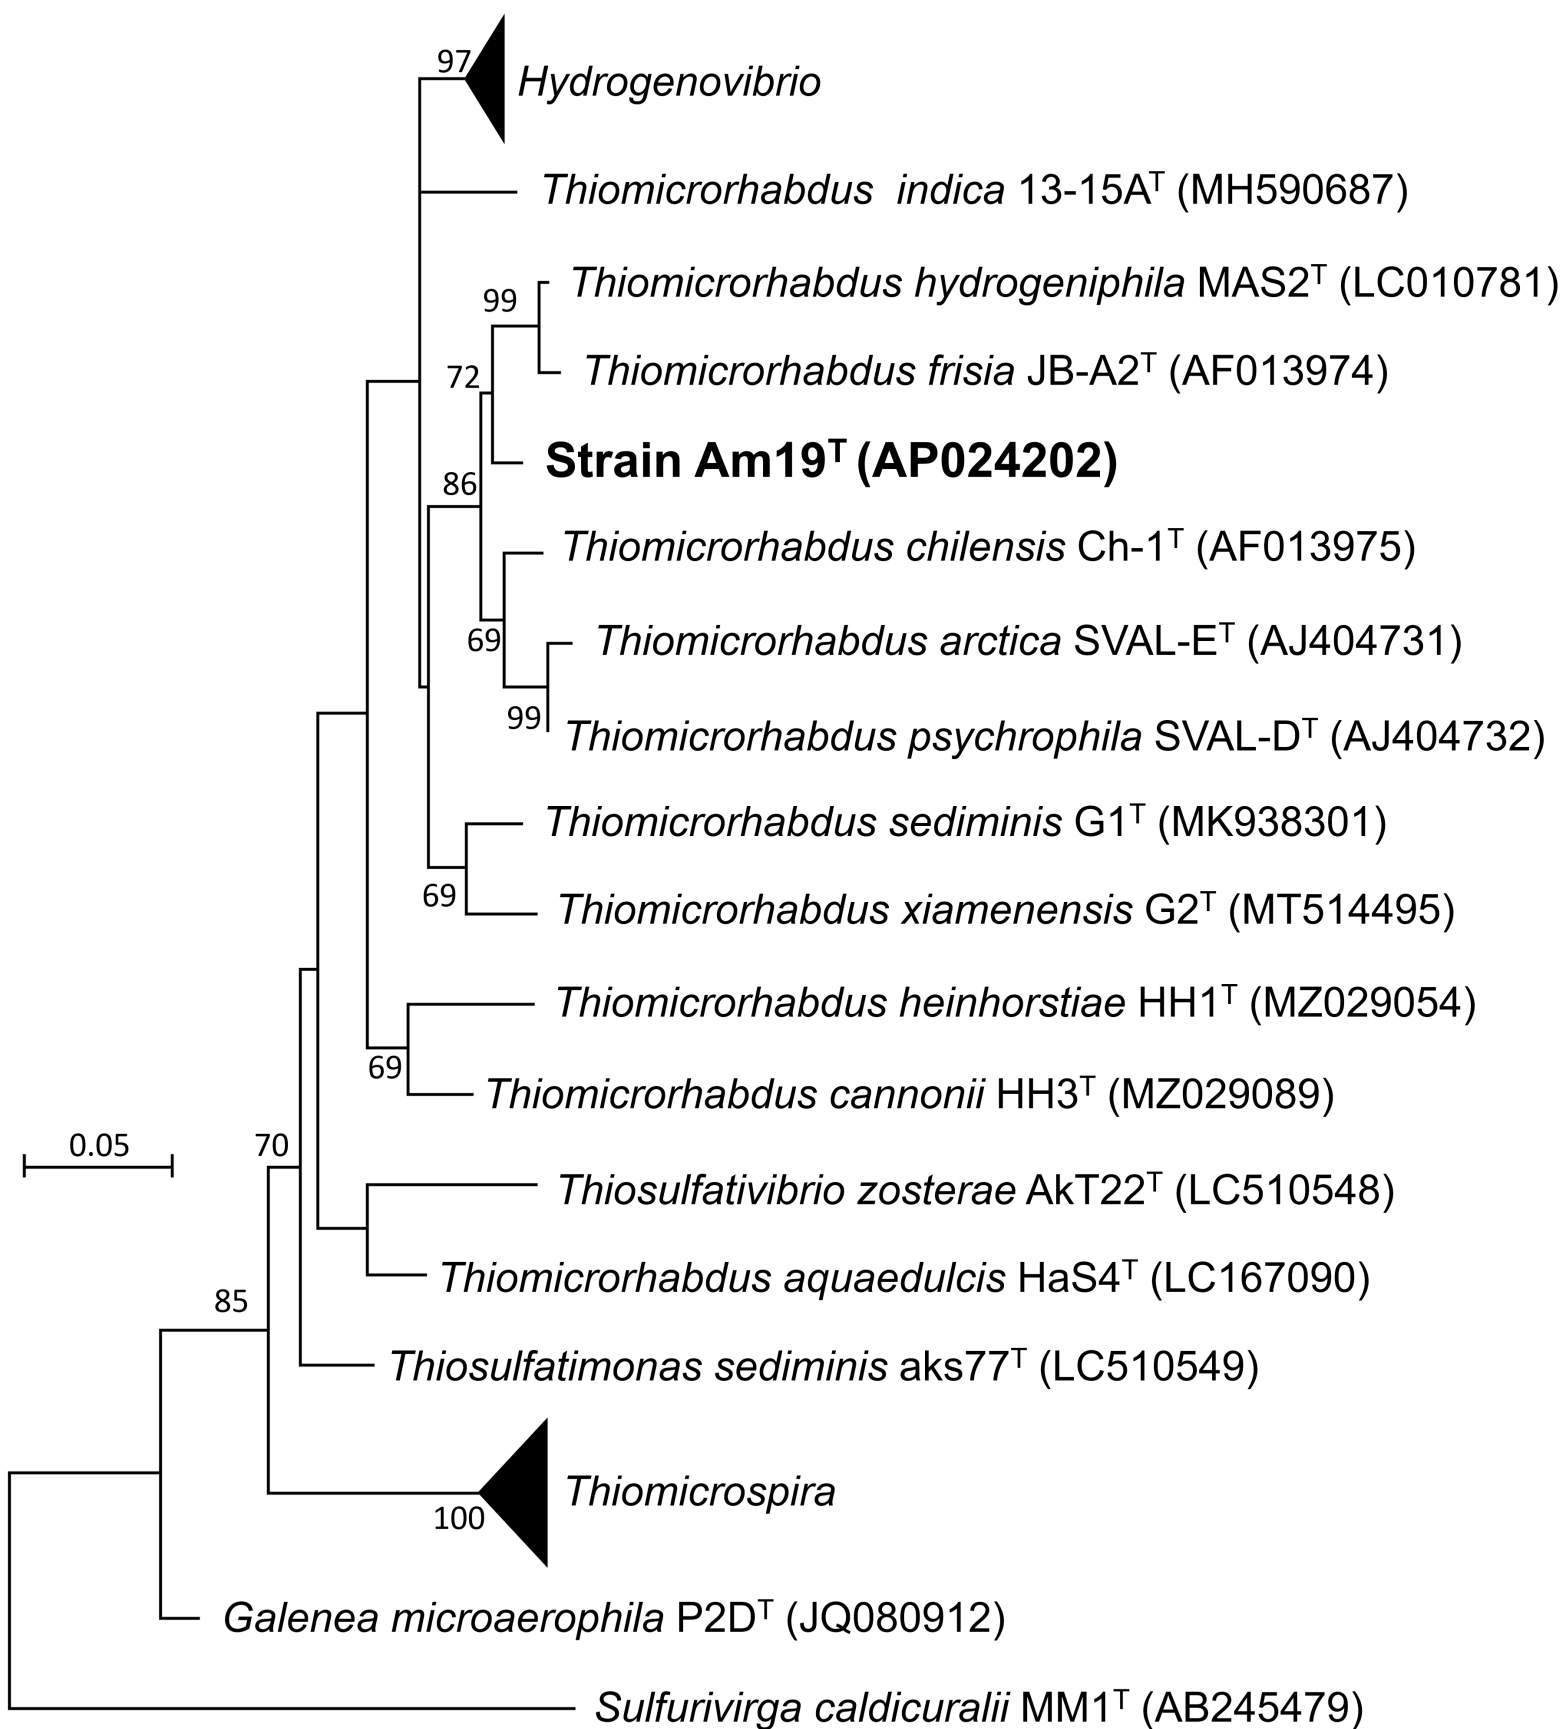 97
Hydrogenovibrio
Thiomicrorhabdus indica 13-15Aᵀ (MH590687)
Thiomicrorhabdus hydrogeniphila MAS2ᵀ (LC010781)
99
Thiomicrorhabdus frisia JB-A2ᵀ (AF013974)
72
Strain Am19ᵀ (AP024202)
86
Thiomicrorhabdus chilensis Ch-1ᵀ (AF013975)
Thiomicrorhabdus arctica SVAL-Eᵀ (AJ404731)
69
99
Thiomicrorhabdus psychrophila SVAL-Dᵀ (AJ404732)
Thiomicrorhabdus sediminis G1ᵀ (MK938301)
69
Thiomicrorhabdus xiamenensis G2ᵀ (MT514495)
Thiomicrorhabdus heinhorstiae HH1ᵀ (MZ029054)
69
Thiomicrorhabdus cannonii HH3ᵀ (MZ029089)
0.05
70
Thiosulfativibrio zosterae AkT22ᵀ (LC510548)
Thiomicrorhabdus aquaedulcis HaS4ᵀ (LC167090)
85
Thiosulfatimonas sediminis aks77ᵀ (LC510549)
Thiomicrospira
100
Galenea microaerophila P2Dᵀ (JQ080912)
Sulfurivirga caldicuralii MM1ᵀ (AB245479)